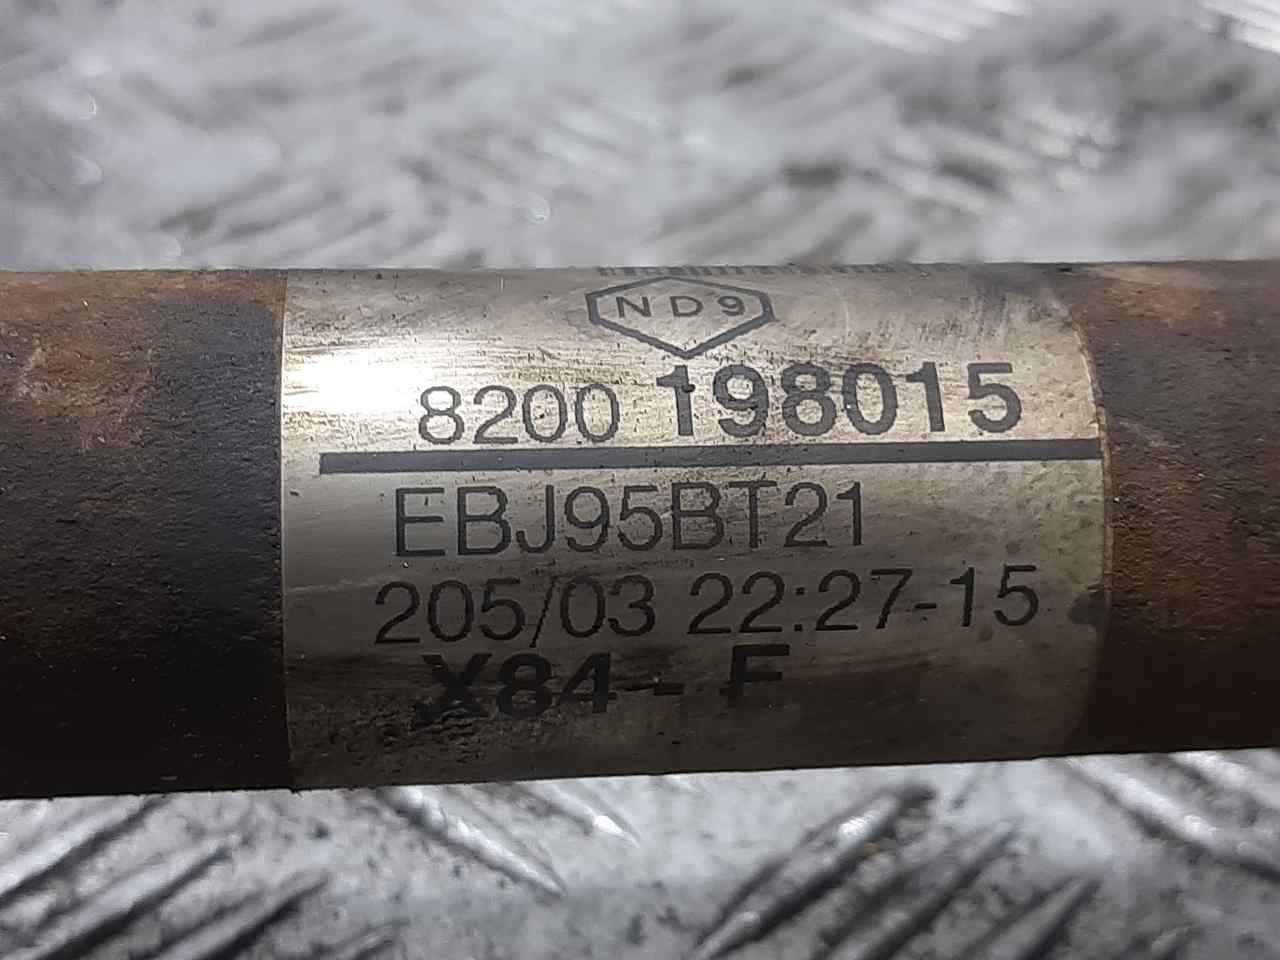 ND9
8200 198015
EBJ95BT21
205/03 22:27-15
X84 - F